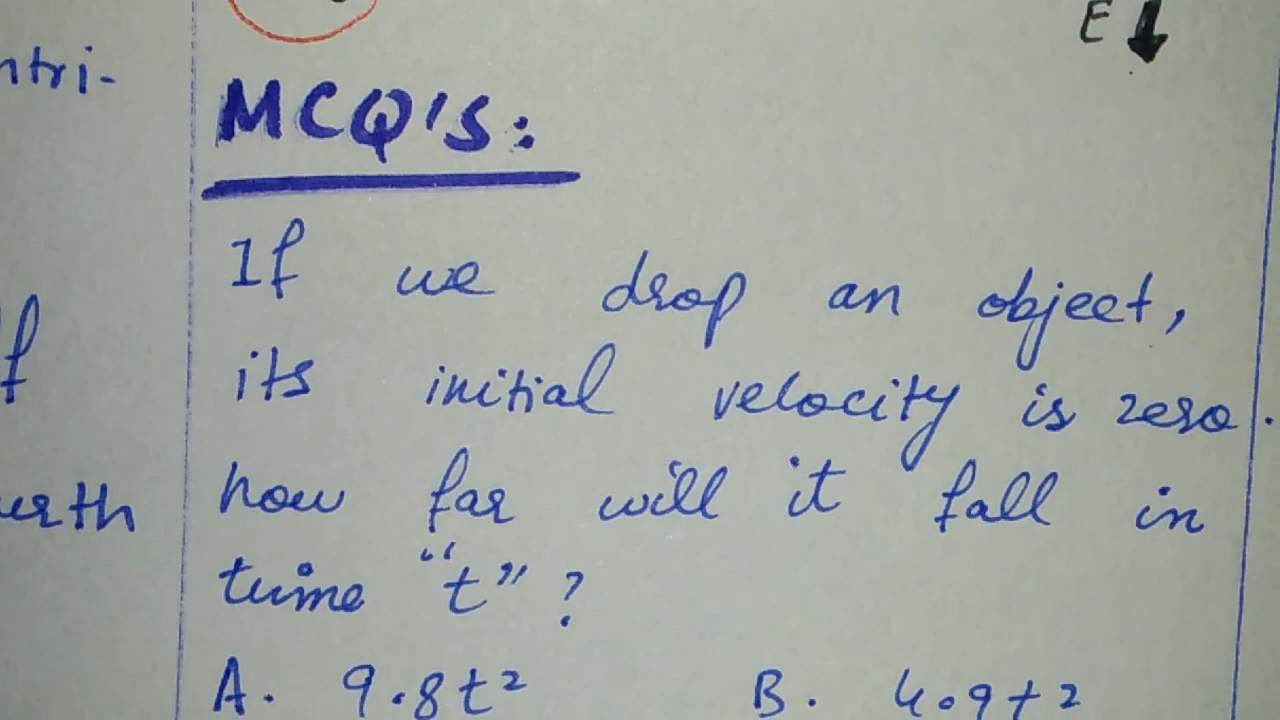 E ↓
ntri-
MCQ'S:
If we drop an object,
its initial velocity is zero.
f
how far will it fall in
urth
time "t" ?
A. 9.8t² B. 4.9t²